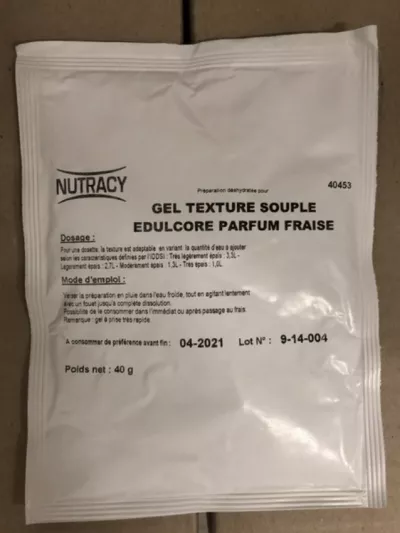 NUTRACY
Préparation déshydratée pour
40453
GEL TEXTURE SOUPLE
EDULCORE PARFUM FRAISE
Dosage :
Pour une dosette, la texture est adaptable en variant la quantité d'eau à ajouter
selon les caractéristiques définies par l'IDDSI : Très légèrement épais : 3,3L -
Légèrement épais : 2,7L - Modérément épais : 1,3L - Très épais : 1,0L
Mode d'emploi :
Verser la préparation en pluie dans l'eau froide, tout en agitant lentement
avec un fouet jusqu'à complète dissolution.
Possibilité de le consommer dans l'immédiat ou après passage au frais.
Remarque : gel à prise très rapide.
A consommer de préférence avant fin : 04-2021 Lot N° : 9-14-004
Poids net : 40 g